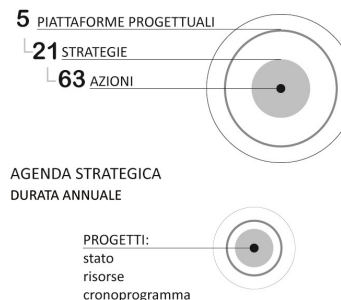 5 PIATTAFORME PROGETTUALI
21 STRATEGIE
63 AZIONI
AGENDA STRATEGICA
DURATA ANNUALE
PROGETTI:
stato
risorse
cronoprogramma